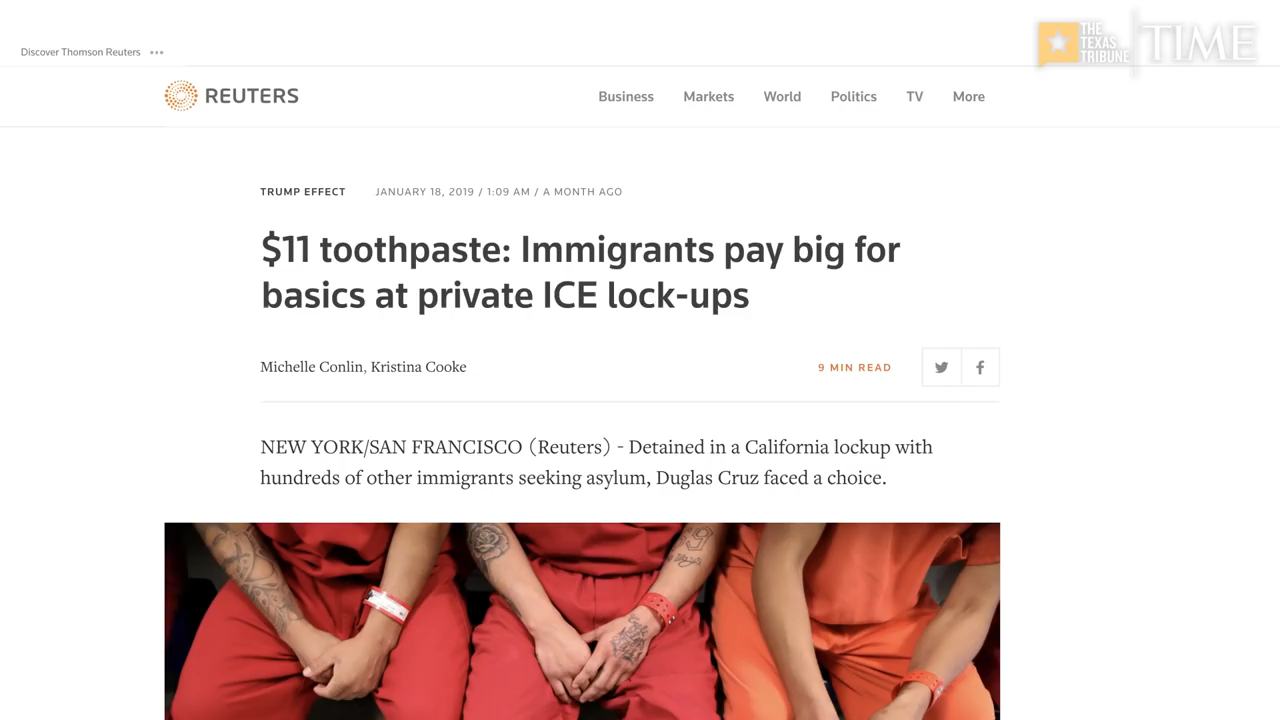 Discover Thomson Reuters
THE TEXAS TRIBUNE
TIME
REUTERS
Business Markets World Politics TV More
TRUMP EFFECT JANUARY 18, 2019 / 1:09 AM / A MONTH AGO
$11 toothpaste: Immigrants pay big for
basics at private ICE lock-ups
Michelle Conlin, Kristina Cooke
9 MIN READ
NEW YORK/SAN FRANCISCO (Reuters) - Detained in a California lockup with
hundreds of other immigrants seeking asylum, Duglas Cruz faced a choice.